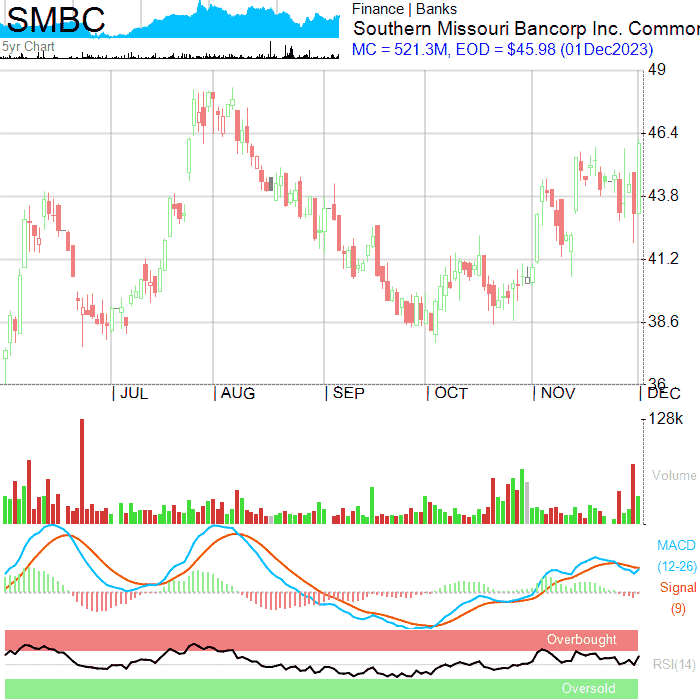 SMBC
5yr Chart
Finance | Banks
Southern Missouri Bancorp Inc. Common
MC = 521.3M, EOD = $45.98 (01Dec2023)
49
46.4
43.8
41.2
38.6
36
JUL AUG SEP OCT NOV DEC
128k
Volume
MACD
(12-26)
Signal
(9)
Overbought
RSI(14)
Oversold